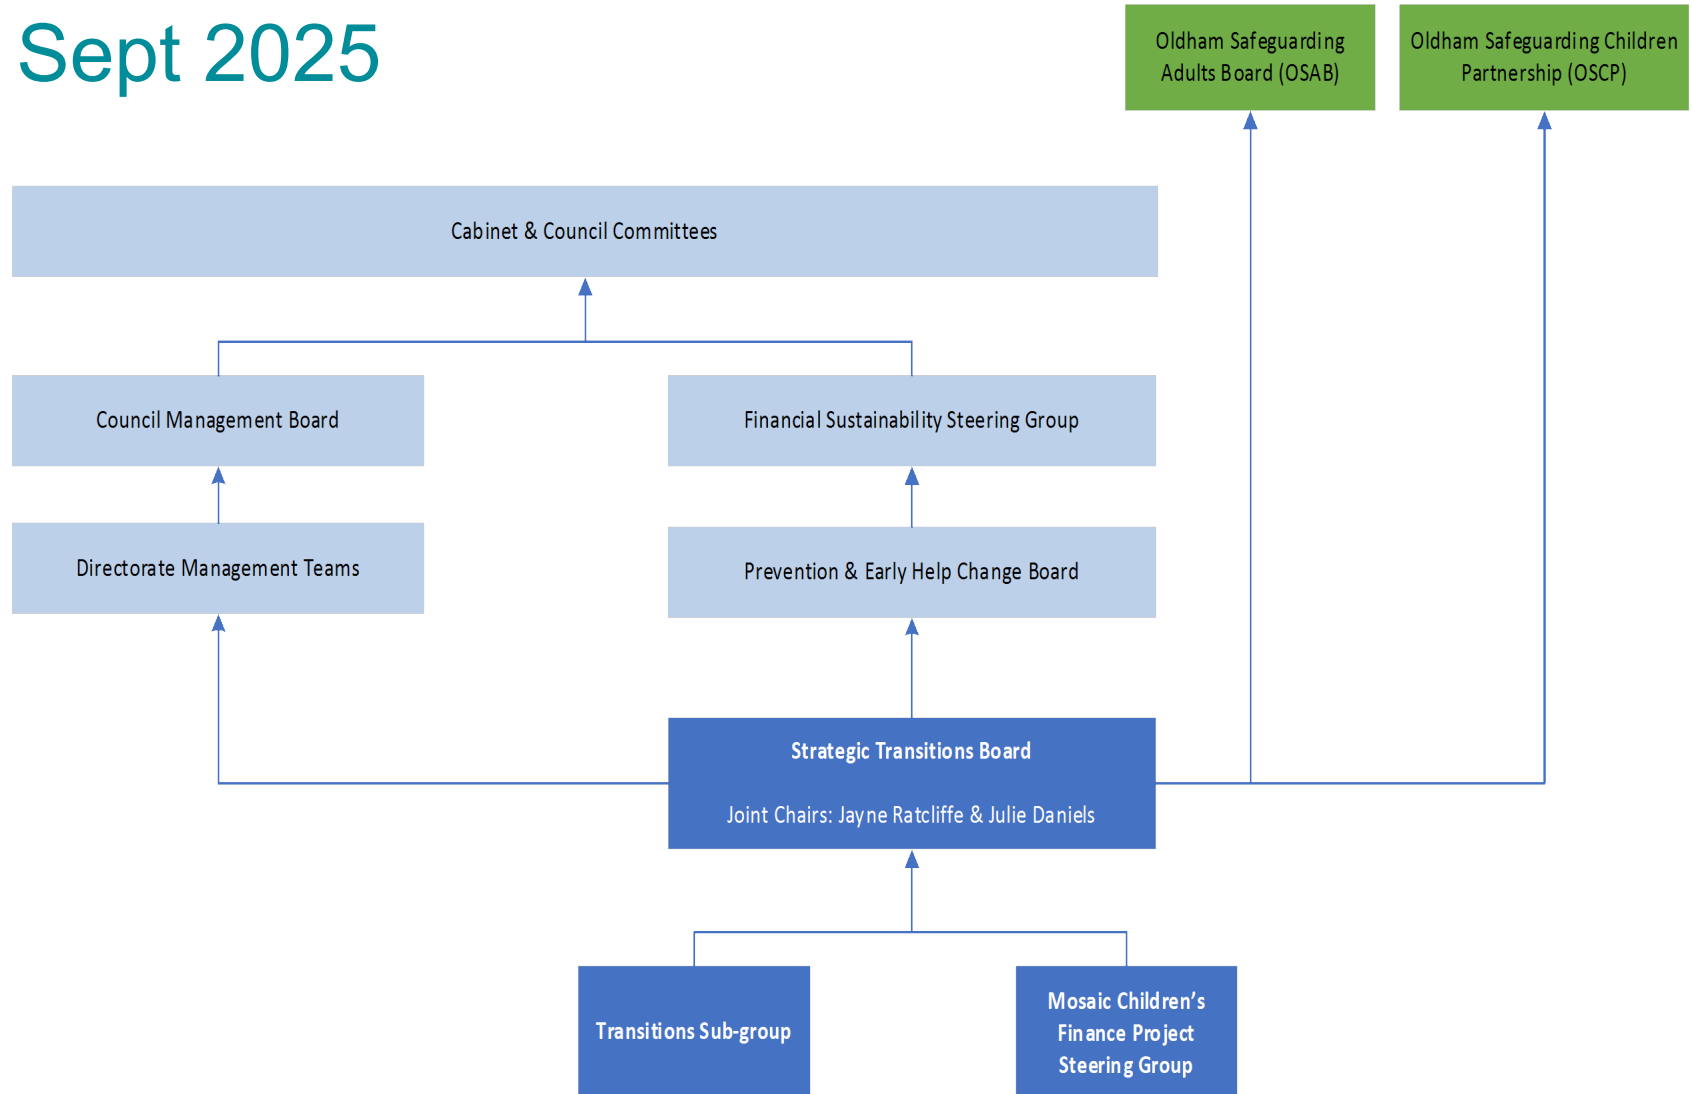 Sept 2025
Oldham Safeguarding
Adults Board (OSAB)
Oldham Safeguarding Children
Partnership (OSCP)
Cabinet & Council Committees
Council Management Board
Financial Sustainability Steering Group
Directorate Management Teams
Prevention & Early Help Change Board
Strategic Transitions Board
Joint Chairs: Jayne Ratcliffe & Julie Daniels
Transitions Sub-group
Mosaic Children’s
Finance Project
Steering Group